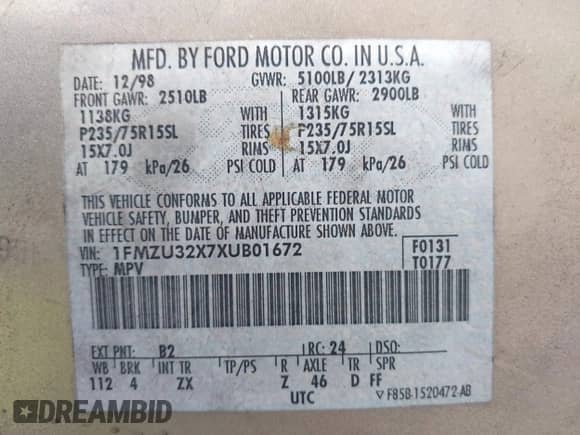 MFD. BY FORD MOTOR CO. IN U.S.A.
DATE: 12/98 GVWR: 5100LB / 2313KG
FRONT GAWR: 2510LB REAR GAWR: 2900LB
1138KG WITH 1315KG WITH
P235/75R15SL TIRES P235/75R15SL TIRES
15X7.0J RIMS 15X7.0J RIMS
AT 179 kPa/26 PSI COLD AT 179 kPa/26 PSI COLD
THIS VEHICLE CONFORMS TO ALL APPLICABLE FEDERAL MOTOR
VEHICLE SAFETY, BUMPER, AND THEFT PREVENTION STANDARDS
IN EFFECT ON THE DATE OF MANUFACTURE SHOWN ABOVE.
VIN: 1FMZU32X7XUB01672 F0131
TYPE: MPV T0177
EXT PNT: B2 RC: 24 DSO:
WB BRK INT TR TP/PS R AXLE TR SPR
112 4 ZX Z 46 D FF
UTC ▽ F85B-1520472-AB
DREAMBID